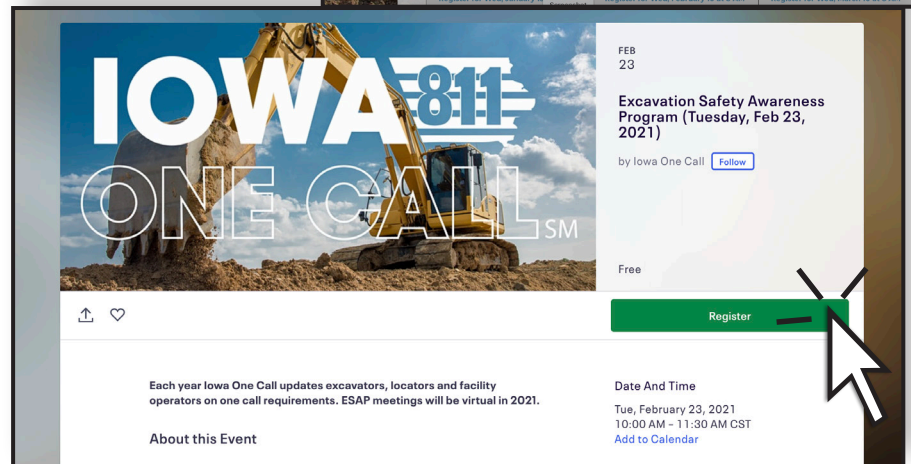 IOWA 811
ONE CALL SM
FEB
23
Excavation Safety Awareness
Program (Tuesday, Feb 23,
2021)
by Iowa One Call Follow
Free
Register
Each year Iowa One Call updates excavators, locators and facility
operators on one call requirements. ESAP meetings will be virtual in 2021.
About this Event
Date And Time
Tue, February 23, 2021
10:00 AM – 11:30 AM CST
Add to Calendar